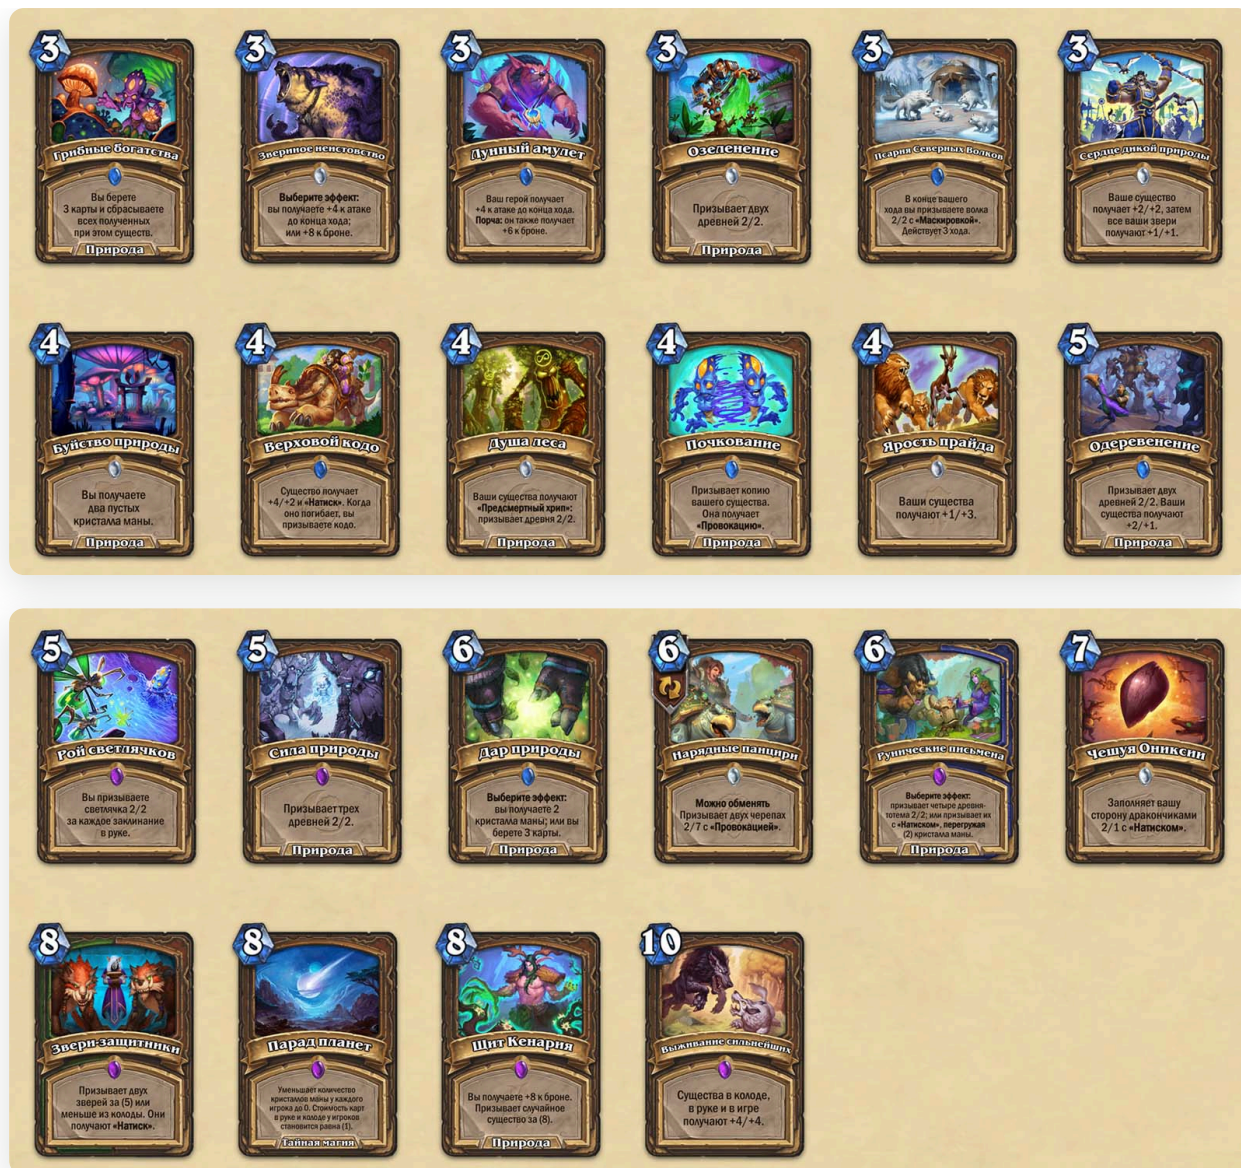 3
Грибные богатства
Вы берете
3 карты и сбрасываете
всех полученных
при этом существ.
Природа
3
Звериное неистовство
Выберите эффект:
вы получаете +4 к атаке
до конца хода;
или +8 к броне.
3
Лунный амулет
Ваш герой получает
+4 к атаке до конца хода.
Порча: он также получает
+6 к броне.
3
Озеленение
Призывает двух
древней 2/2.
Природа
3
Псарня Северных Волков
В конце вашего
хода вы призываете волка
2/2 с «Маскировкой».
Действует 3 хода.
3
Сердце дикой природы
Ваше существо
получает +2/+2, затем
все ваши звери
получают +1/+1.
4
Буйство природы
Вы получаете
два пустых
кристалла маны.
Природа
4
Верховой кодо
Существо получает
+4/+2 и «Натиск». Когда
оно погибает, вы
призываете кодо.
4
Душа леса
Ваши существа получают
«Предсмертный хрип»:
призывает древня 2/2.
Природа
4
Почкование
Призывает копию
вашего существа.
Она получает
«Провокацию».
Природа
4
Ярость прайда
Ваши существа
получают +1/+3.
5
Одеревенение
Призывает двух
древней 2/2. Ваши
существа получают
+2/+1.
Природа
5
Рой светлячков
Вы призываете
светлячка 2/2
за каждое заклинание
в руке.
5
Сила природы
Призывает трех
древней 2/2.
Природа
6
Дар природы
Выберите эффект:
вы получаете 2
кристалла маны; или вы
берете 3 карты.
Природа
6
Нарядные панцири
Можно обменять
Призывает двух черепах
2/7 с «Провокацией».
6
Рунические письмена
Выберите эффект:
призывает четыре древня-
тотема 2/2; или призывает их
с «Натиском», перегружая
(2) кристалла маны.
Природа
7
Чешуя Ониксии
Заполняет вашу
сторону дракончиками
2/1 с «Натиском».
8
Звери-защитники
Призывает двух
зверей за (5) или
меньше из колоды. Они
получают «Натиск».
8
Парад планет
Уменьшает количество
кристаллов маны у каждого
игрока до 0. Стоимость карт
в руке и колоде у игроков
становится равна (1).
Тайная магия
8
Щит Кенария
Вы получаете +8 к броне.
Призывает случайное
существо за (8).
Природа
10
Выживание сильнейших
Существа в колоде,
в руке и в игре
получают +4/+4.